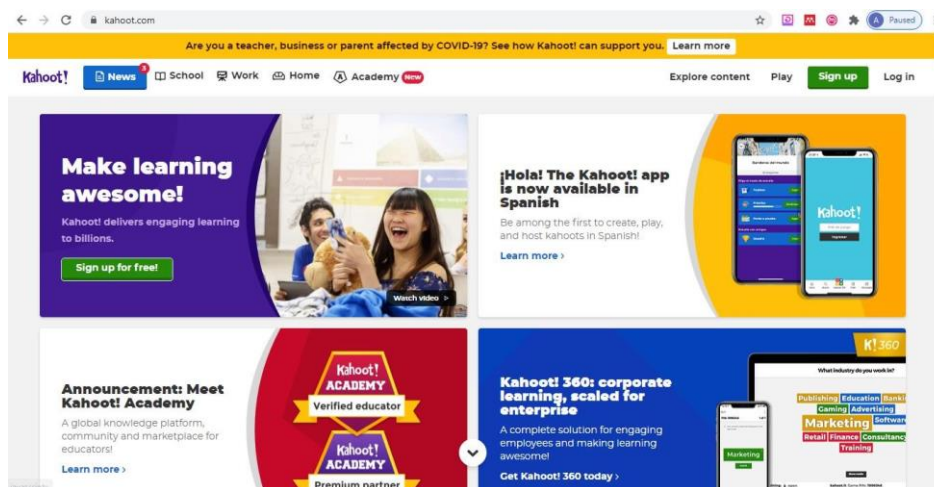 kahoot.com
Paused
Are you a teacher, business or parent affected by COVID-19? See how Kahoot! can support you. Learn more
Kahoot! News 3 School Work Home Academy New Explore content Play Sign up Log in
Make learning
awesome!
Kahoot! delivers engaging learning
to billions.
Sign up for free!
Watch video
¡Hola! The Kahoot! app
is now available in
Spanish
Be among the first to create, play,
and host kahoots in Spanish!
Learn more ›
Kahoot!
Announcement: Meet
Kahoot! Academy
A global knowledge platform,
community and marketplace for
educators!
Learn more ›
Kahoot!
ACADEMY
Verified educator
Kahoot!
ACADEMY
Premium partner
Kahoot! 360: corporate
learning, scaled for
enterprise
A complete solution for engaging
employees and making learning
awesome!
Get Kahoot! 360 today ›
K! 360
What industry do you work in?
Publishing Education
Gaming Advertising
Marketing Software
Retail Finance Consultancy
Training
Marketing